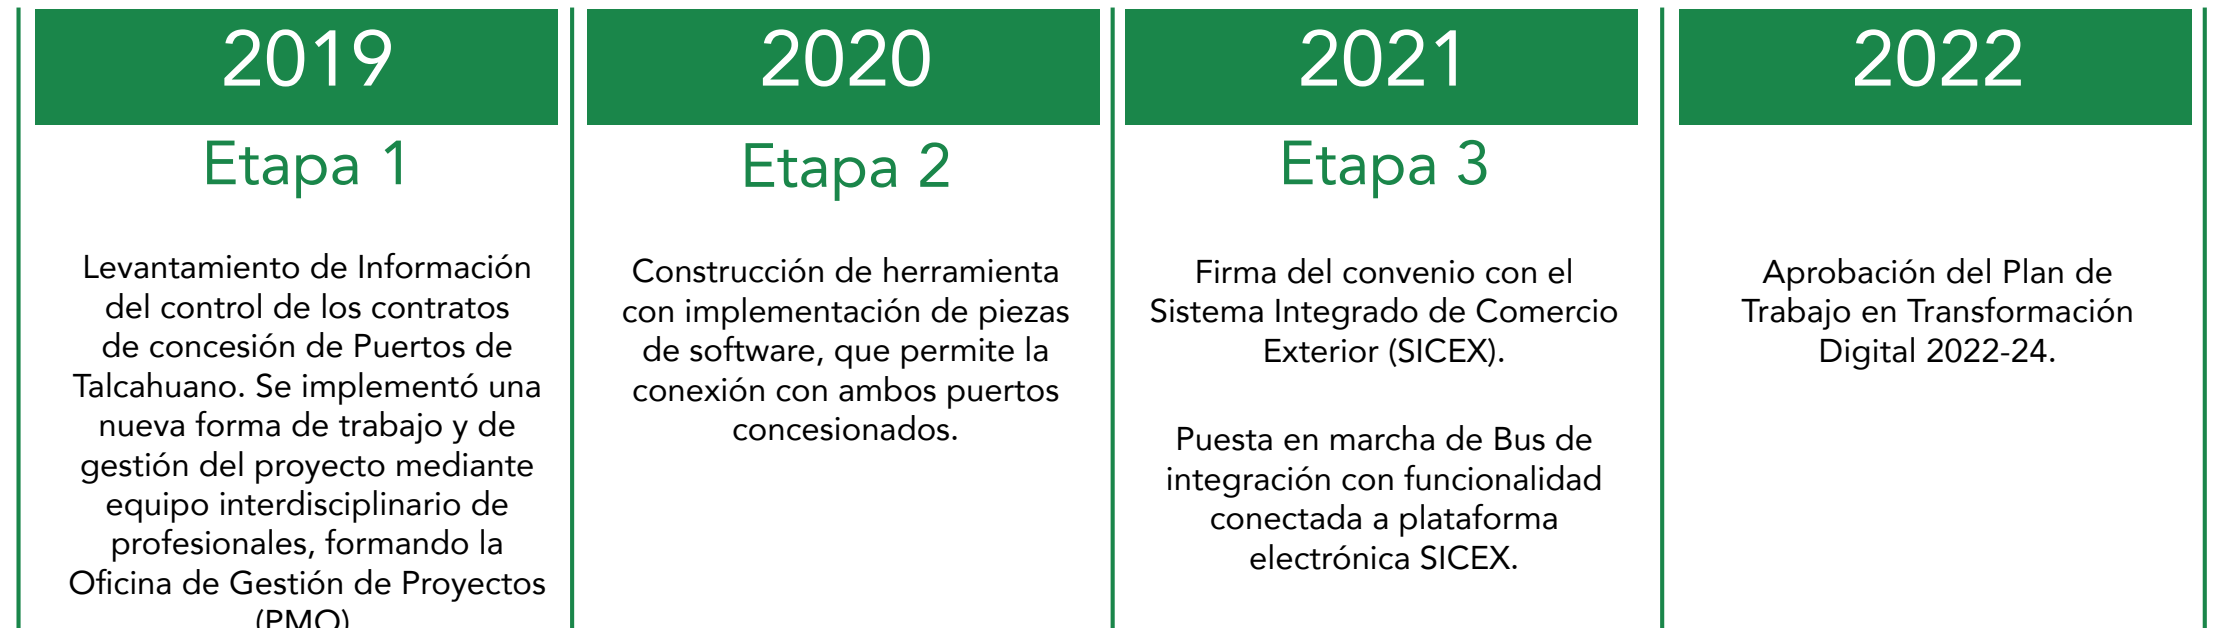 2019
Etapa 1
Levantamiento de Información
del control de los contratos
de concesión de Puertos de
Talcahuano. Se implementó una
nueva forma de trabajo y de
gestión del proyecto mediante
equipo interdisciplinario de
profesionales, formando la
Oficina de Gestión de Proyectos
(PMO)
2020
Etapa 2
Construcción de herramienta
con implementación de piezas
de software, que permite la
conexión con ambos puertos
concesionados.
2021
Etapa 3
Firma del convenio con el
Sistema Integrado de Comercio
Exterior (SICEX).
Puesta en marcha de Bus de
integración con funcionalidad
conectada a plataforma
electrónica SICEX.
2022
Aprobación del Plan de
Trabajo en Transformación
Digital 2022-24.